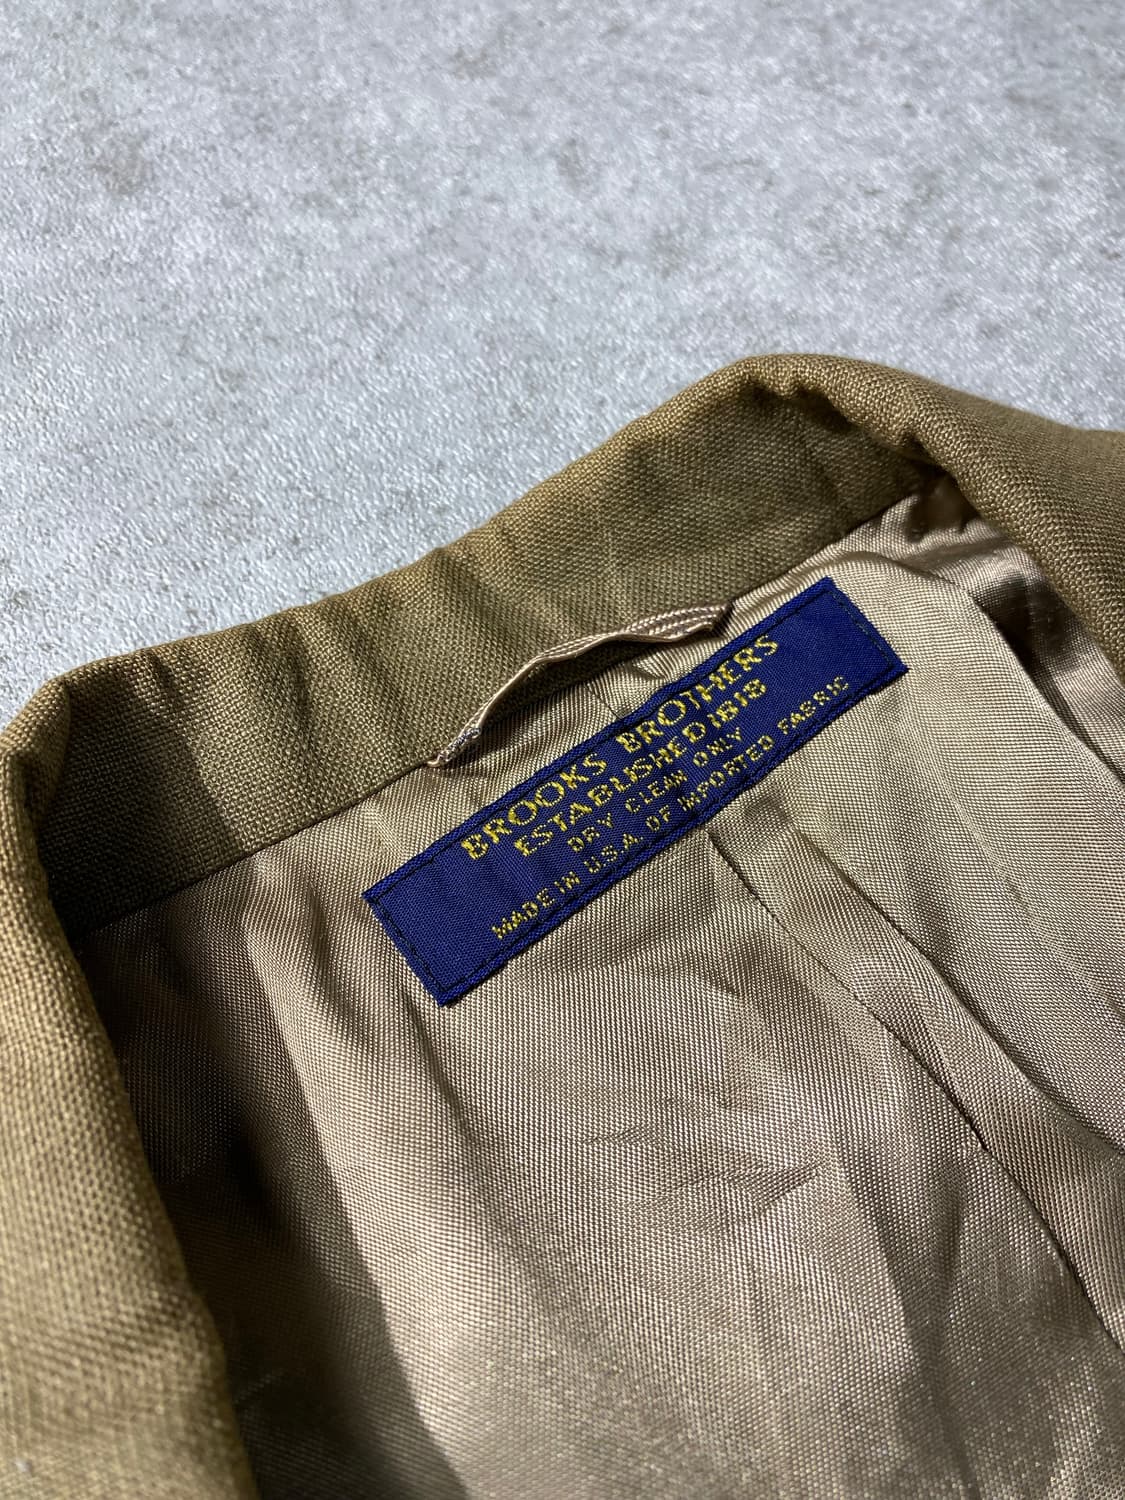 BROOKS BROTHERS
ESTABLISHED 1818
DRY CLEAN ONLY
MADE IN U.S.A. OF IMPORTED FABRIC